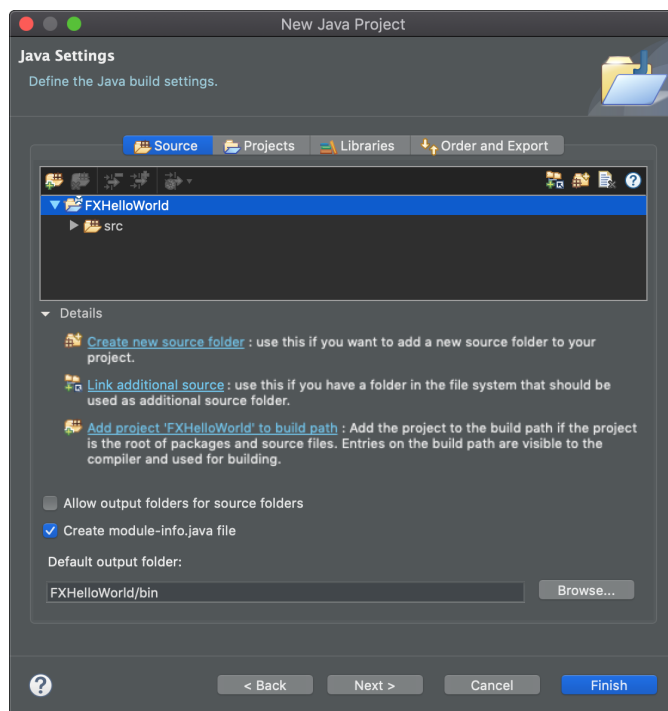 New Java Project
Java Settings
Define the Java build settings.
Source
Projects
Libraries
Order and Export
FXHelloWorld
src
Details
Create new source folder : use this if you want to add a new source folder to your
project.
Link additional source : use this if you have a folder in the file system that should be
used as additional source folder.
Add project 'FXHelloWorld' to build path : Add the project to the build path if the project
is the root of packages and source files. Entries on the build path are visible to the
compiler and used for building.
Allow output folders for source folders
Create module-info.java file
Default output folder:
FXHelloWorld/bin
Browse...
< Back
Next >
Cancel
Finish